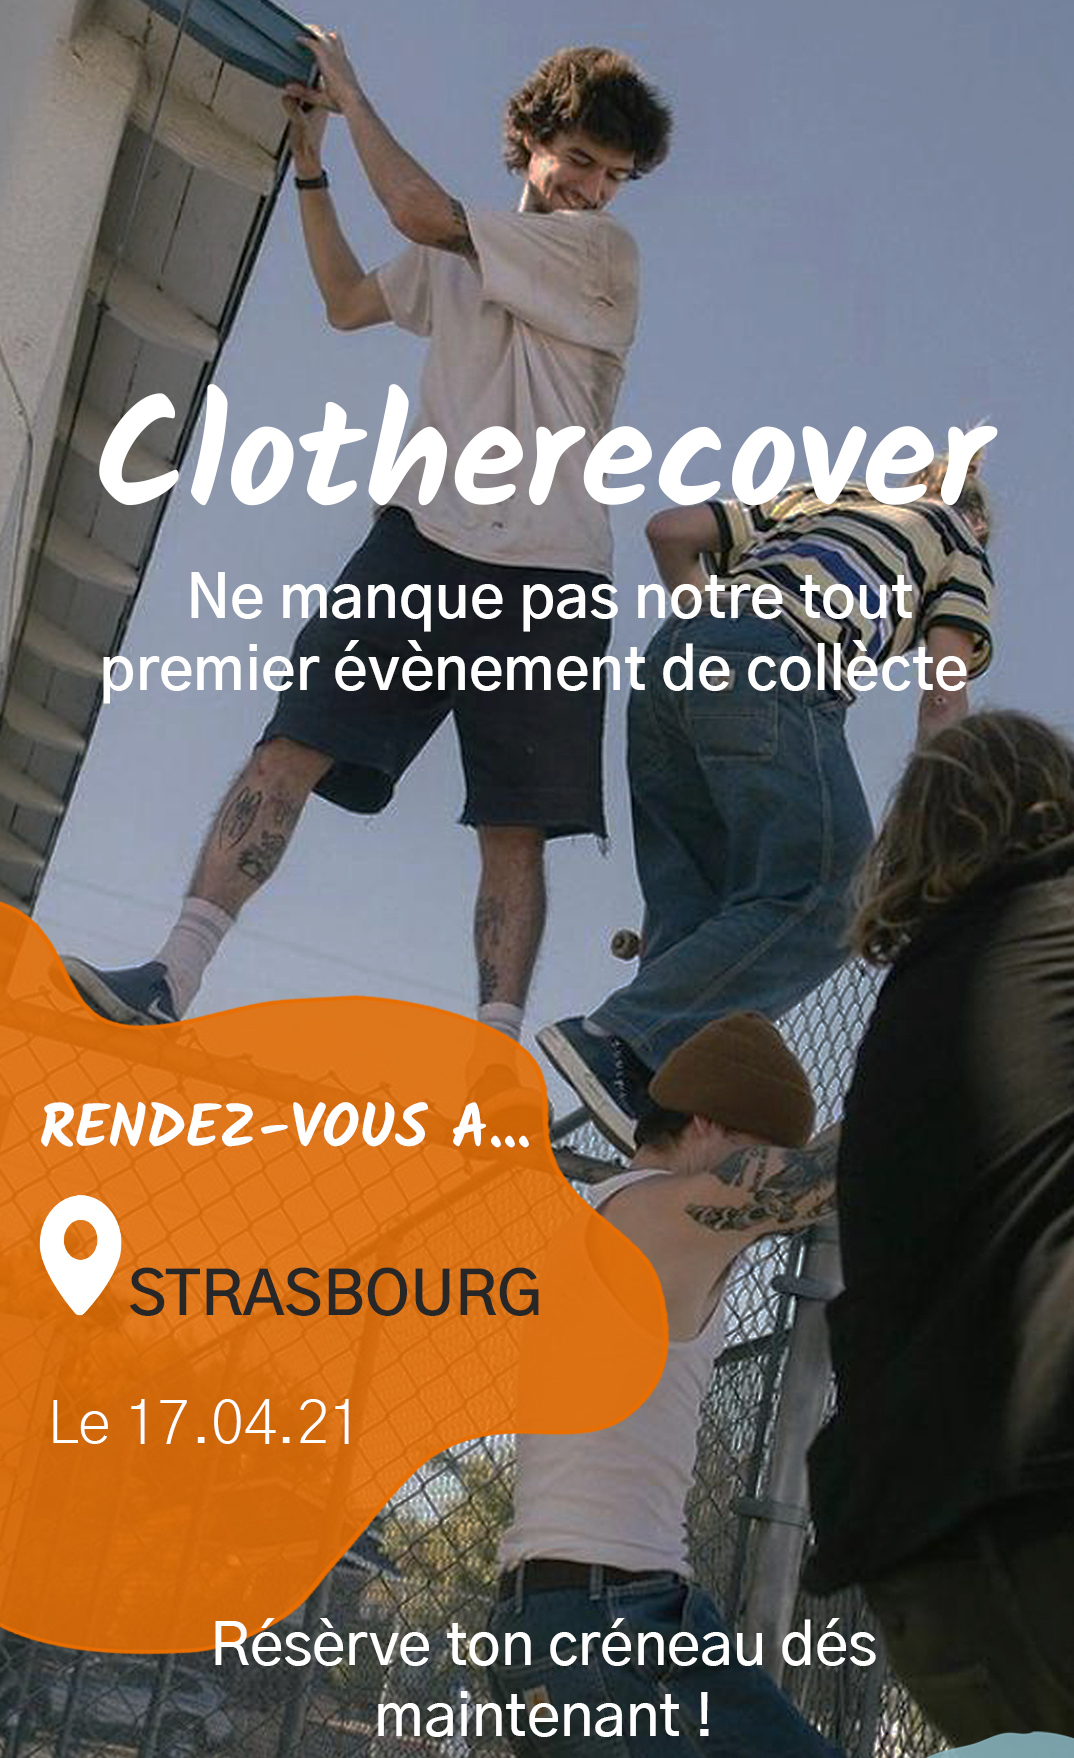 Clotherecover
Ne manque pas notre tout
premier évènement de collècte
RENDEZ-VOUS A...
STRASBOURG
Le 17.04.21
Résèrve ton créneau dés
maintenant !